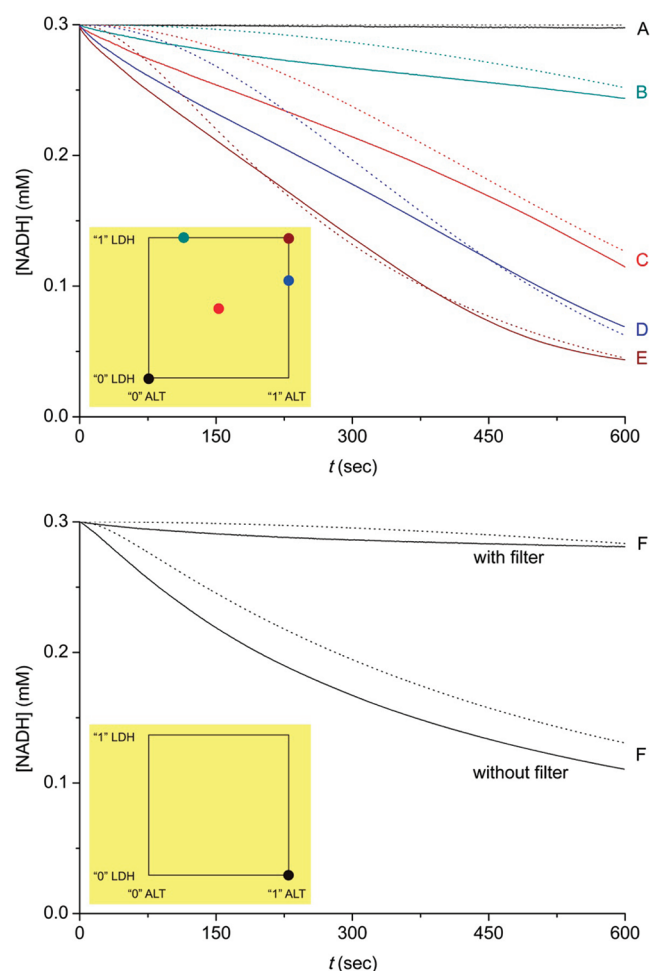 0.3
A
B
0.2
[NADH] (mM)
"1" LDH
C
0.1
D
E
"0" LDH
"0" ALT
"1" ALT
0.0
0
150
300
450
600
t (sec)
0.3
F
with filter
0.2
[NADH] (mM)
F
"1" LDH
without filter
0.1
"0" LDH
"0" ALT
"1" ALT
0.0
0
150
300
450
600
t (sec)